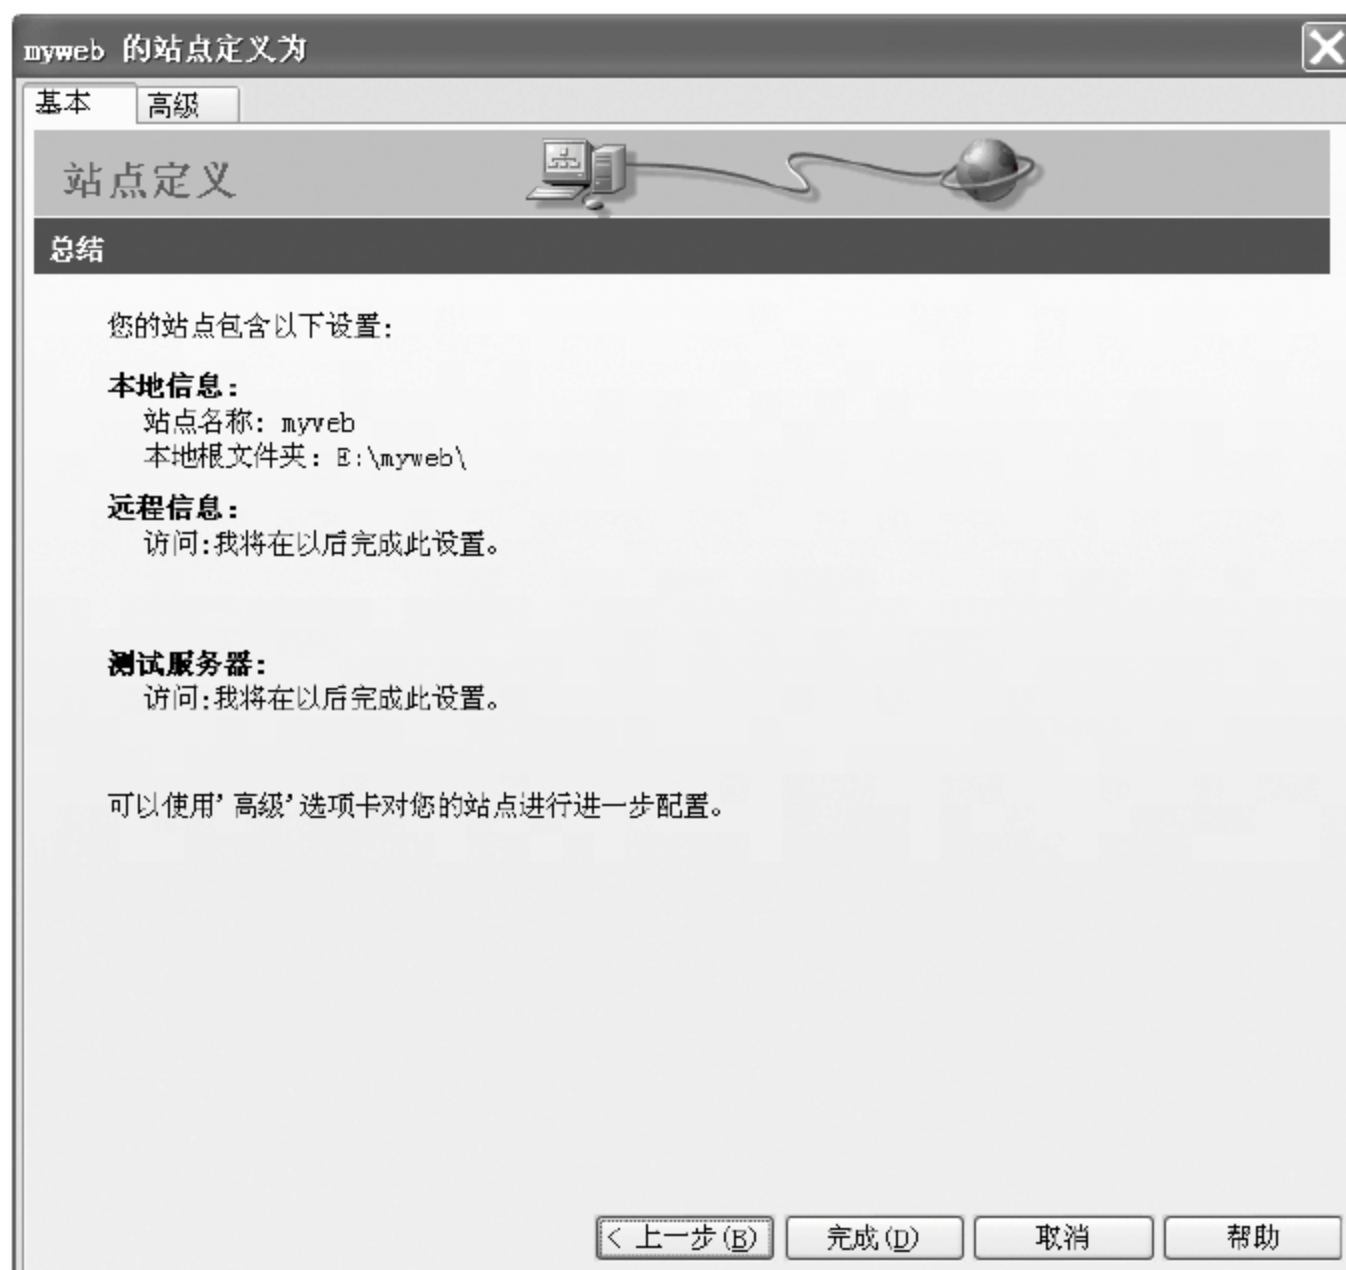 myweb 的站点定义为
基本 高级
站点定义
总结
您的站点包含以下设置:
本地信息:
站点名称: myweb
本地根文件夹: E:\myweb\
远程信息:
访问:我将在以后完成此设置。
测试服务器:
访问:我将在以后完成此设置。
可以使用'高级'选项卡对您的站点进行进一步配置。
< 上一步(B) 完成(D) 取消 帮助